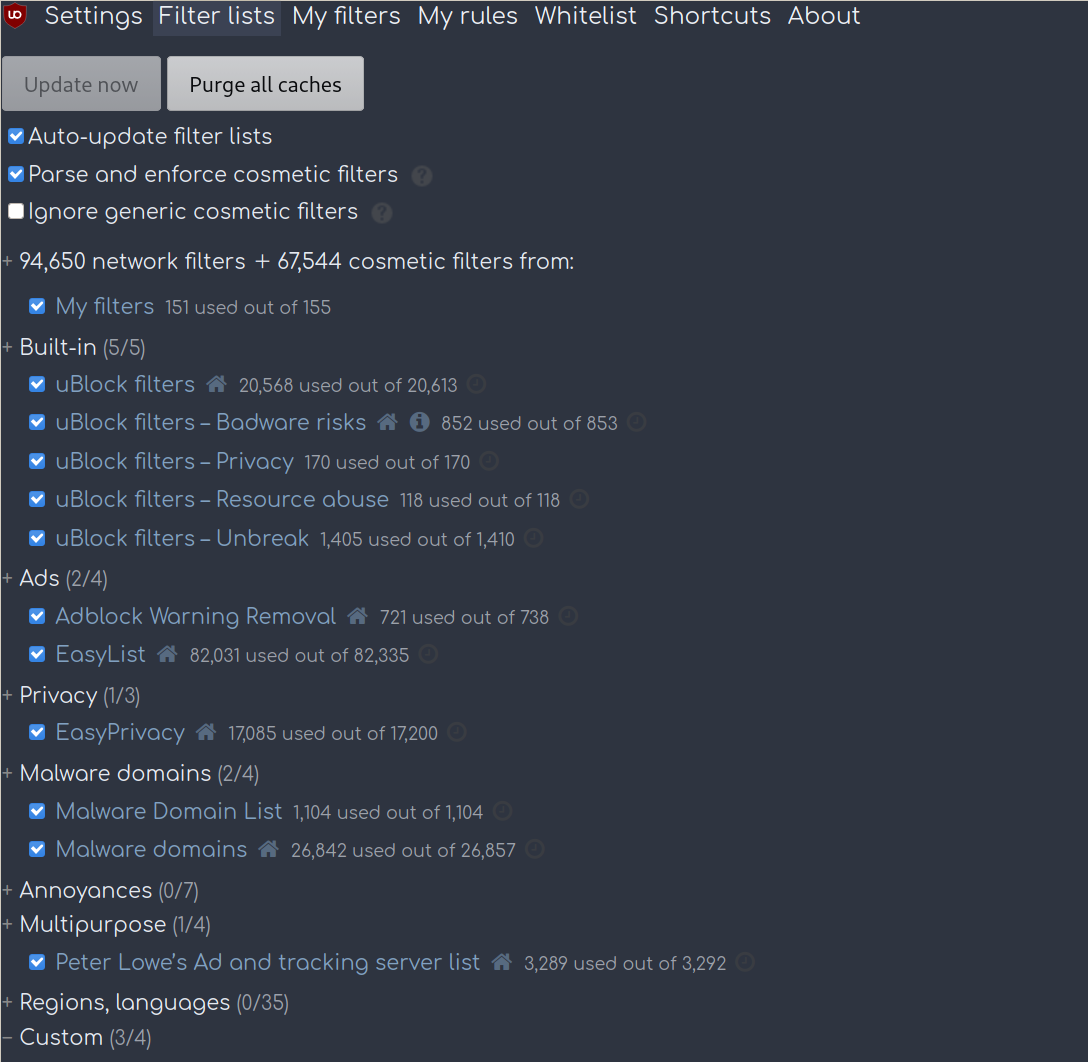 uo Settings Filter lists My filters My rules Whitelist Shortcuts About
Update now Purge all caches
Auto-update filter lists
Parse and enforce cosmetic filters ?
Ignore generic cosmetic filters ?
+ 94,650 network filters + 67,544 cosmetic filters from:
My filters 151 used out of 155
+ Built-in (5/5)
uBlock filters 20,568 used out of 20,613
uBlock filters – Badware risks i 852 used out of 853
uBlock filters – Privacy 170 used out of 170
uBlock filters – Resource abuse 118 used out of 118
uBlock filters – Unbreak 1,405 used out of 1,410
+ Ads (2/4)
Adblock Warning Removal 721 used out of 738
EasyList 82,031 used out of 82,335
+ Privacy (1/3)
EasyPrivacy 17,085 used out of 17,200
+ Malware domains (2/4)
Malware Domain List 1,104 used out of 1,104
Malware domains 26,842 used out of 26,857
+ Annoyances (0/7)
+ Multipurpose (1/4)
Peter Lowe’s Ad and tracking server list 3,289 used out of 3,292
+ Regions, languages (0/35)
– Custom (3/4)